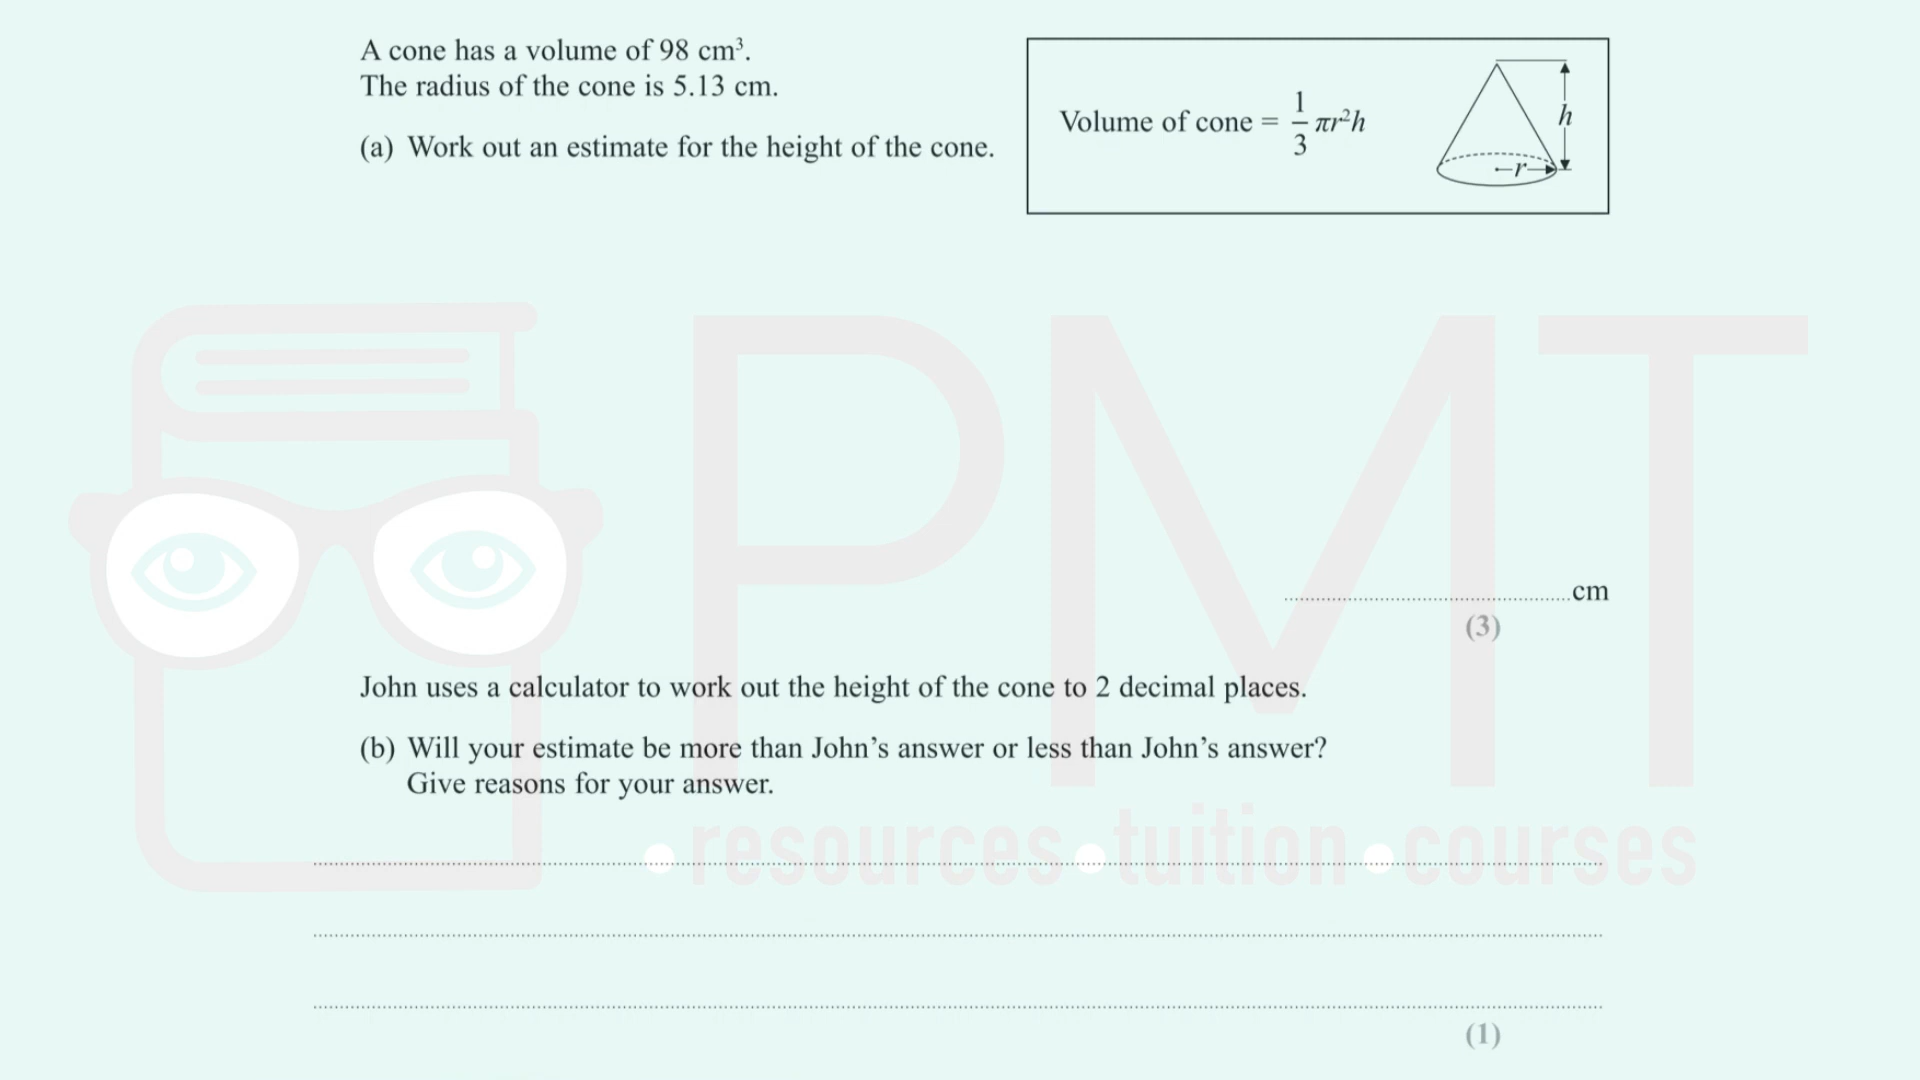 A cone has a volume of 98 cm³.
The radius of the cone is 5.13 cm.
(a) Work out an estimate for the height of the cone.
Volume of cone = 1/3 πr²h
h
r
PMT
.cm
(3)
John uses a calculator to work out the height of the cone to 2 decimal places.
(b) Will your estimate be more than John’s answer or less than John’s answer?
Give reasons for your answer.
•resources•tuition•courses
(1)